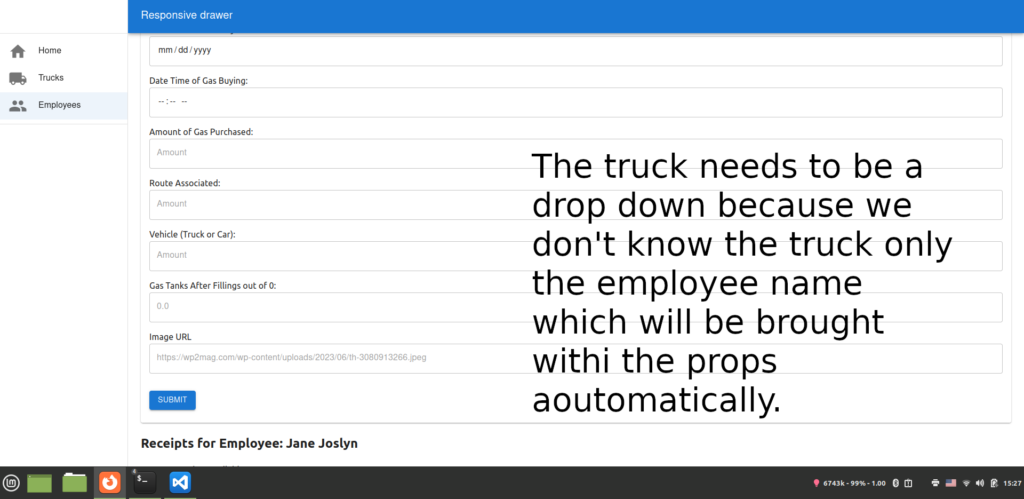 Responsive drawer
Home
Trucks
Employees
mm / dd / yyyy
Date Time of Gas Buying:
-- : -- --
Amount of Gas Purchased:
Amount
Route Associated:
Amount
Vehicle (Truck or Car):
Amount
Gas Tanks After Fillings out of 0:
0.0
Image URL
https://wp2mag.com/wp-content/uploads/2023/06/th-3080913266.jpeg
SUBMIT
The truck needs to be a
drop down because we
don't know the truck only
the employee name
which will be brought
withi the props
aoutomatically.
Receipts for Employee: Jane Joslyn
4
$_
6743k - 99% - 1.00
15:27